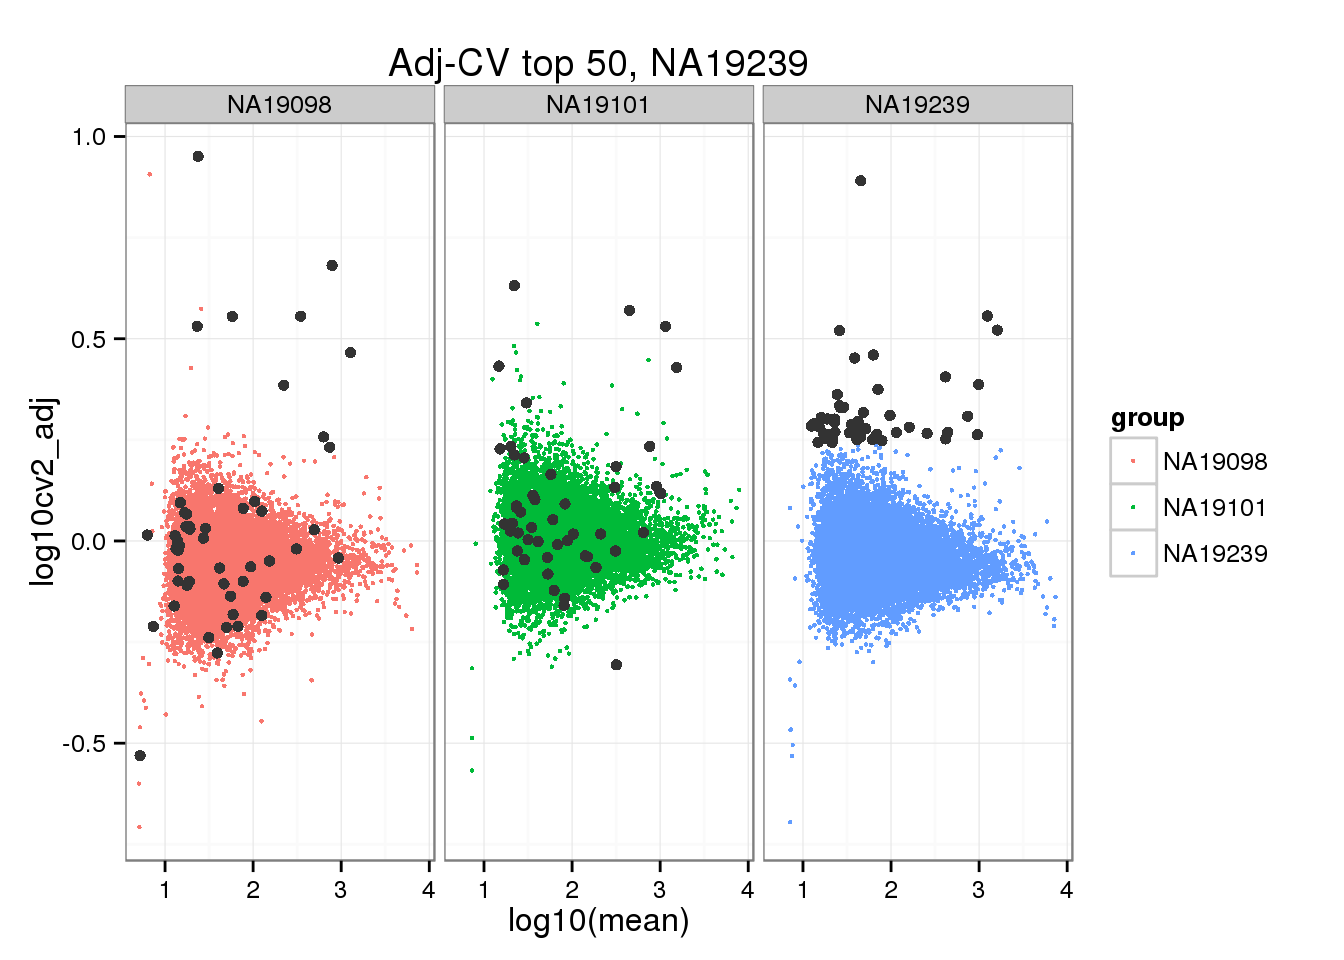 Adj-CV top 50, NA19239
NA19098 NA19101 NA19239
1.0
0.5
0.0
-0.5
log10cv2_adj
1 2 3 4 1 2 3 4 1 2 3 4
log10(mean)
group
NA19098
NA19101
NA19239